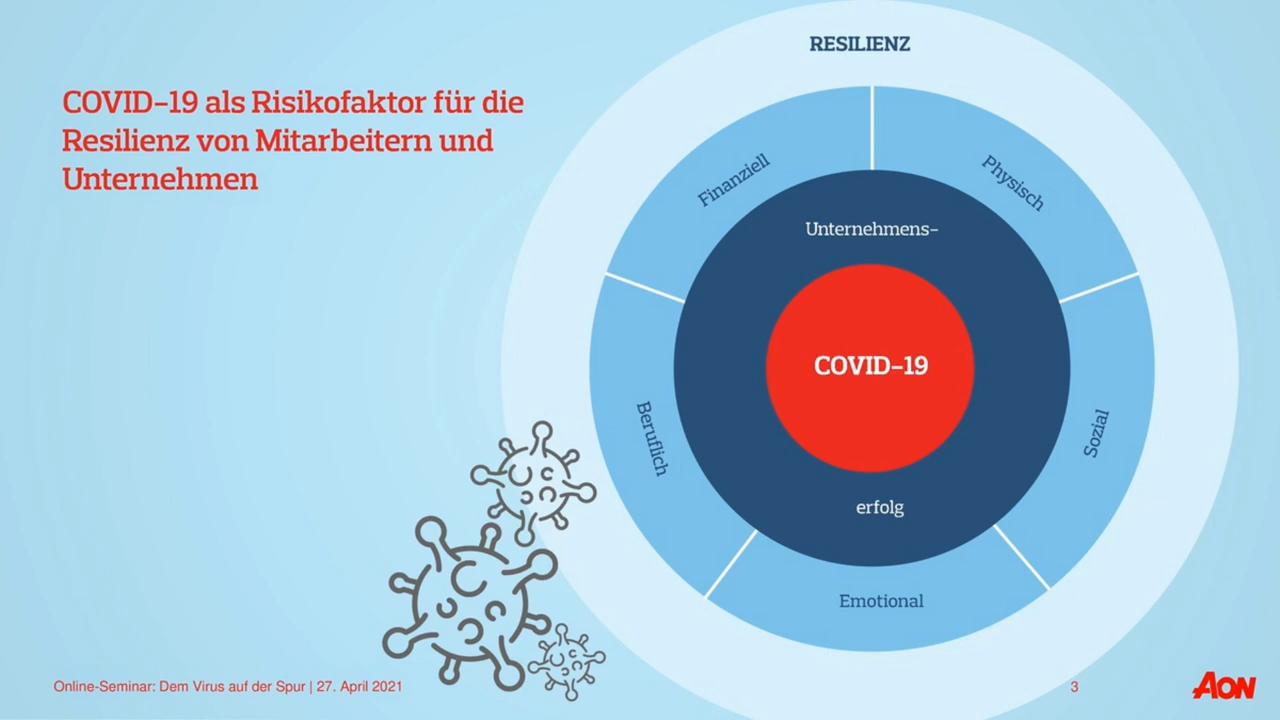 COVID-19 als Risikofaktor für die
Resilienz von Mitarbeitern und
Unternehmen
RESILIENZ
Finanziell
Physisch
Unternehmens-
COVID-19
Beruflich
Sozial
erfolg
Emotional
Online-Seminar: Dem Virus auf der Spur | 27. April 2021
3
AON